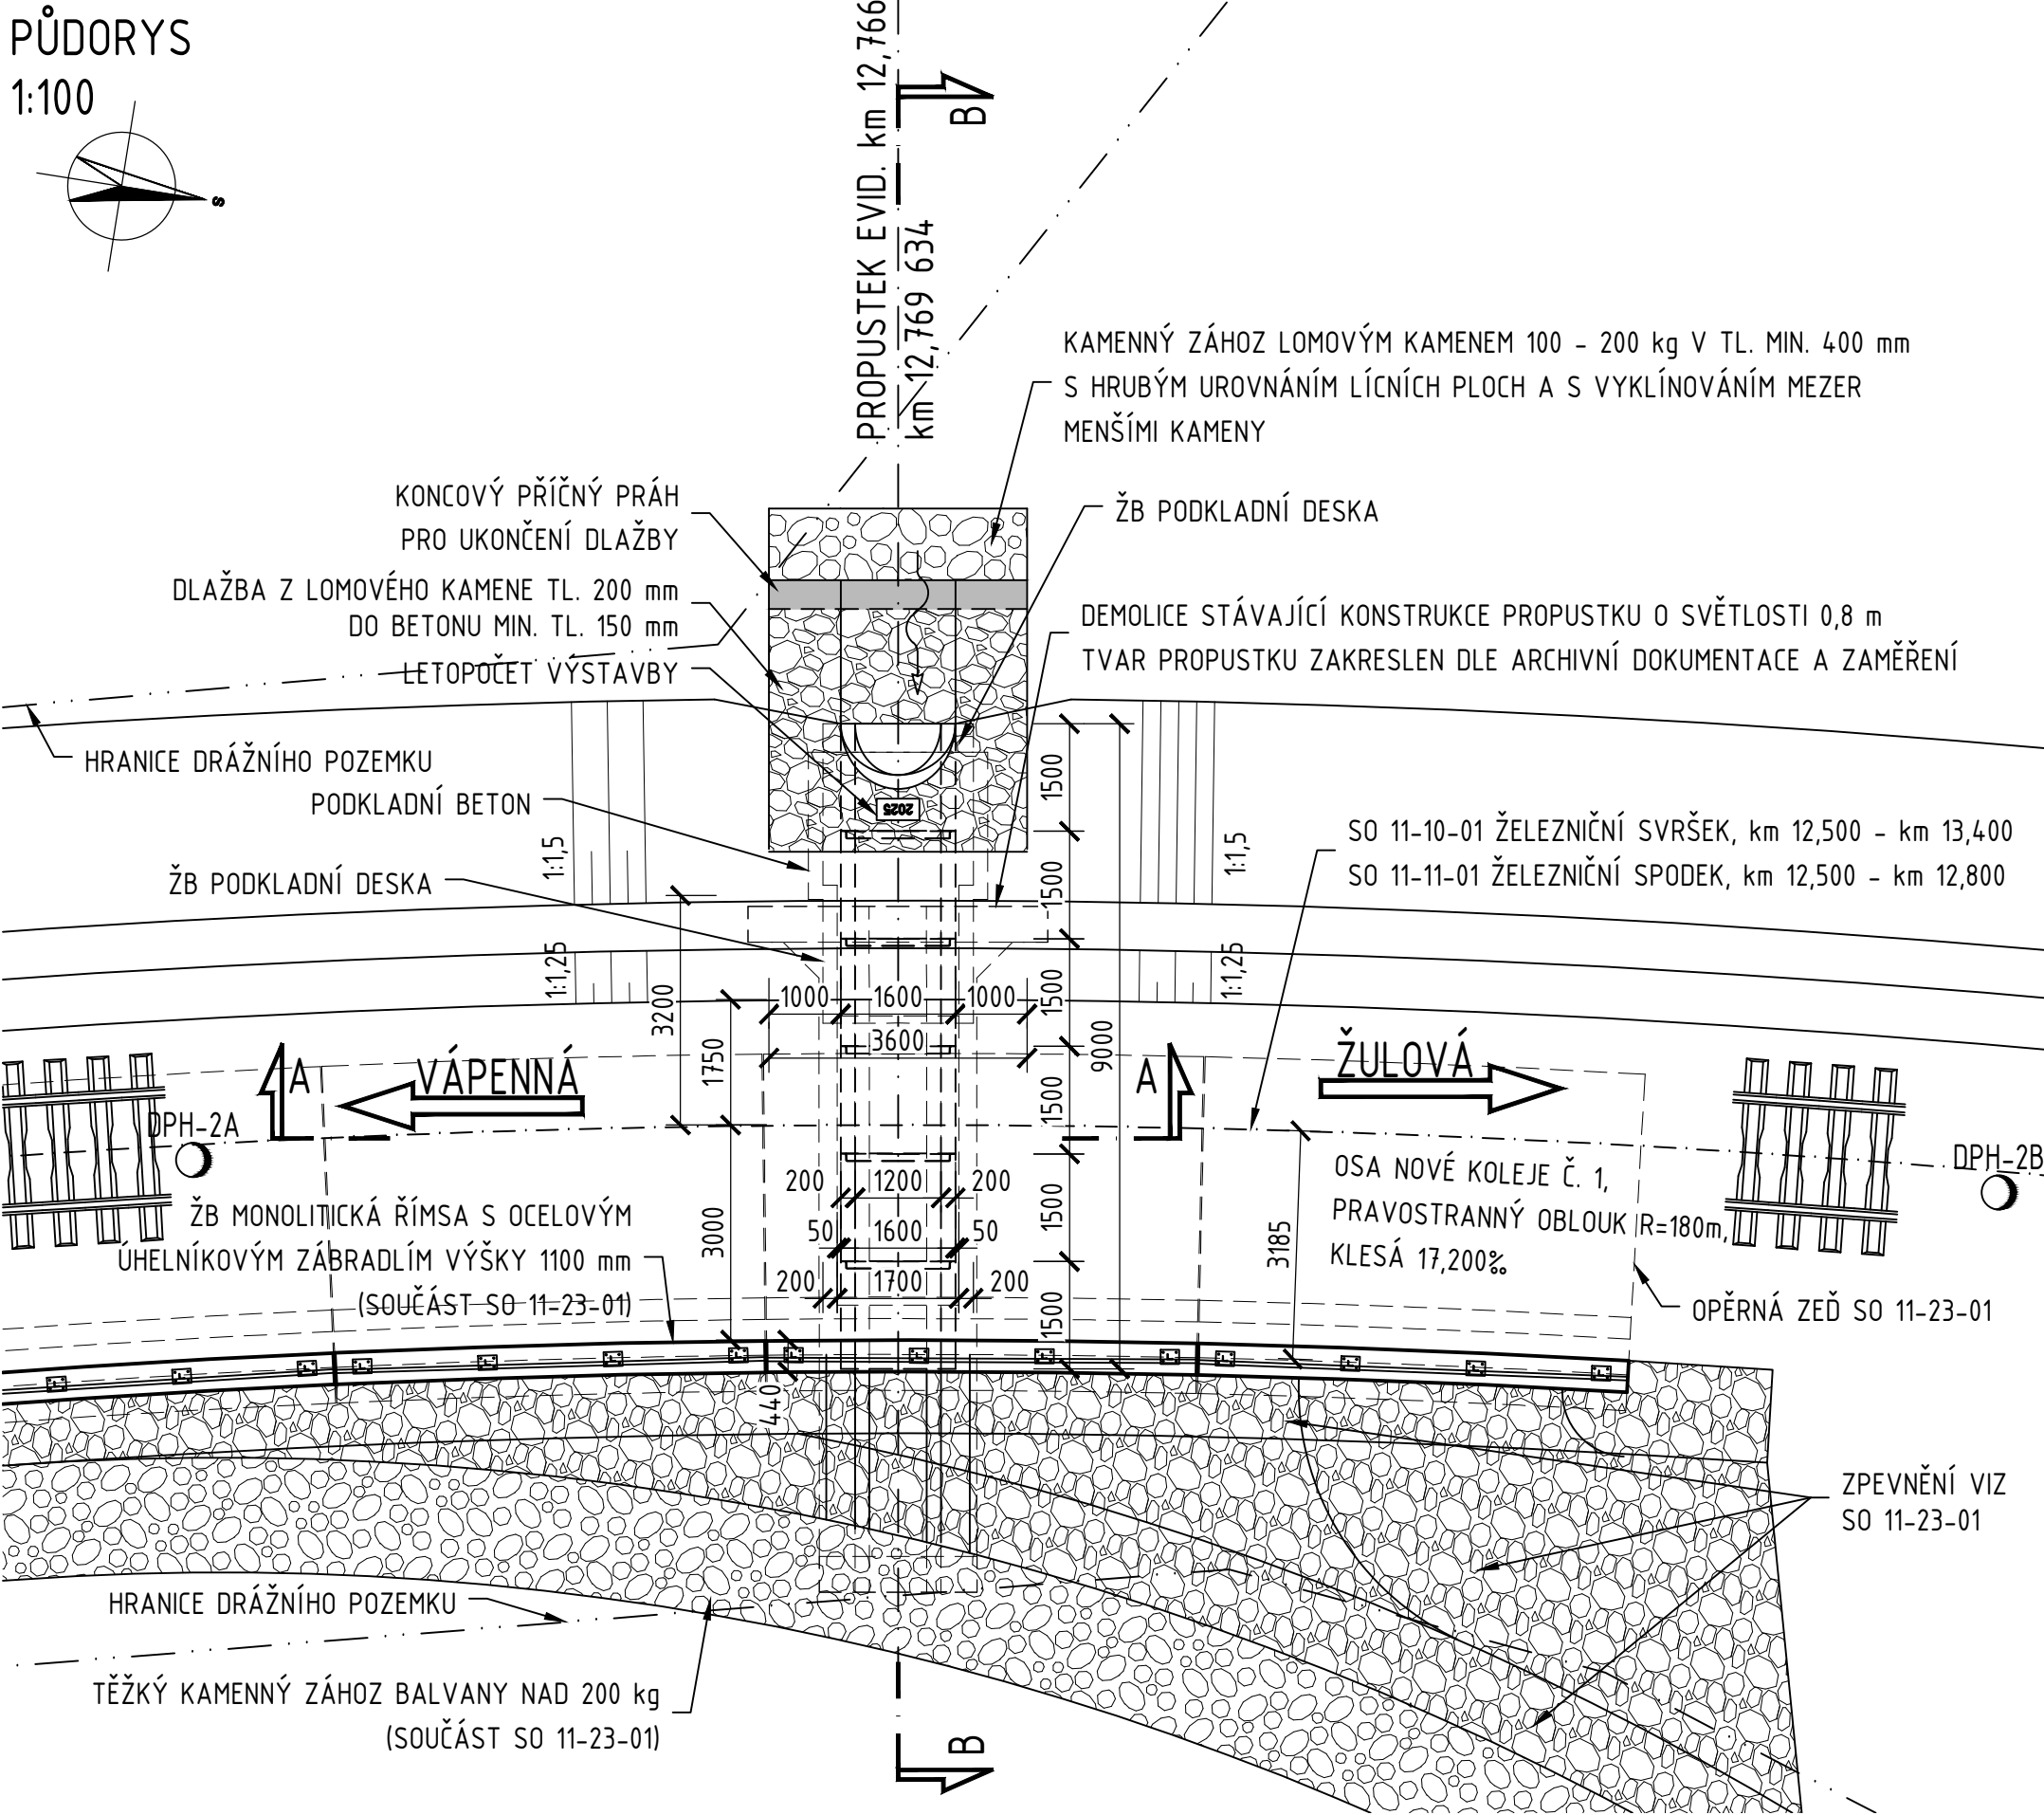 PŮDORYS
1:100
S
PROPUSTEK EVID. km 12,766
km 12,769 634
B
KAMENNÝ ZÁHOZ LOMOVÝM KAMENEM 100 - 200 kg V TL. MIN. 400 mm
S HRUBÝM UROVNÁNÍM LÍCNÍCH PLOCH A S VYKLÍNOVÁNÍM MEZER
MENŠÍMI KAMENY
KONCOVÝ PŘÍČNÝ PRÁH
PRO UKONČENÍ DLAŽBY
ŽB PODKLADNÍ DESKA
DLAŽBA Z LOMOVÉHO KAMENE TL. 200 mm
DO BETONU MIN. TL. 150 mm
DEMOLICE STÁVAJÍCÍ KONSTRUKCE PROPUSTKU O SVĚTLOSTI 0,8 m
TVAR PROPUSTKU ZAKRESLEN DLE ARCHIVNÍ DOKUMENTACE A ZAMĚŘENÍ
LETOPOČET VÝSTAVBY
HRANICE DRÁŽNÍHO POZEMKU
PODKLADNÍ BETON
2025
1500
SO 11-10-01 ŽELEZNIČNÍ SVRŠEK, km 12,500 - km 13,400
SO 11-11-01 ŽELEZNIČNÍ SPODEK, km 12,500 - km 12,800
1:1,5
1:1,5
ŽB PODKLADNÍ DESKA
1500
1:1,25
1:1,25
3200
1000
1600
1000
1500
3600
9000
1750
A
VÁPENNÁ
A
ŽULOVÁ
1500
DPH-2A
DPH-2B
200
1200
200
OSA NOVÉ KOLEJE Č. 1,
PRAVOSTRANNÝ OBLOUK R=180m,
KLESÁ 17,200‰
ŽB MONOLITICKÁ ŘÍMSA S OCELOVÝM
ÚHELNÍKOVÝM ZÁBRADLÍM VÝŠKY 1100 mm
(SOUČÁST SO 11-23-01)
3000
50
1600
50
1500
3185
200
1700
200
1500
OPĚRNÁ ZEĎ SO 11-23-01
440
ZPEVNĚNÍ VIZ
SO 11-23-01
HRANICE DRÁŽNÍHO POZEMKU
TĚŽKÝ KAMENNÝ ZÁHOZ BALVANY NAD 200 kg
(SOUČÁST SO 11-23-01)
B